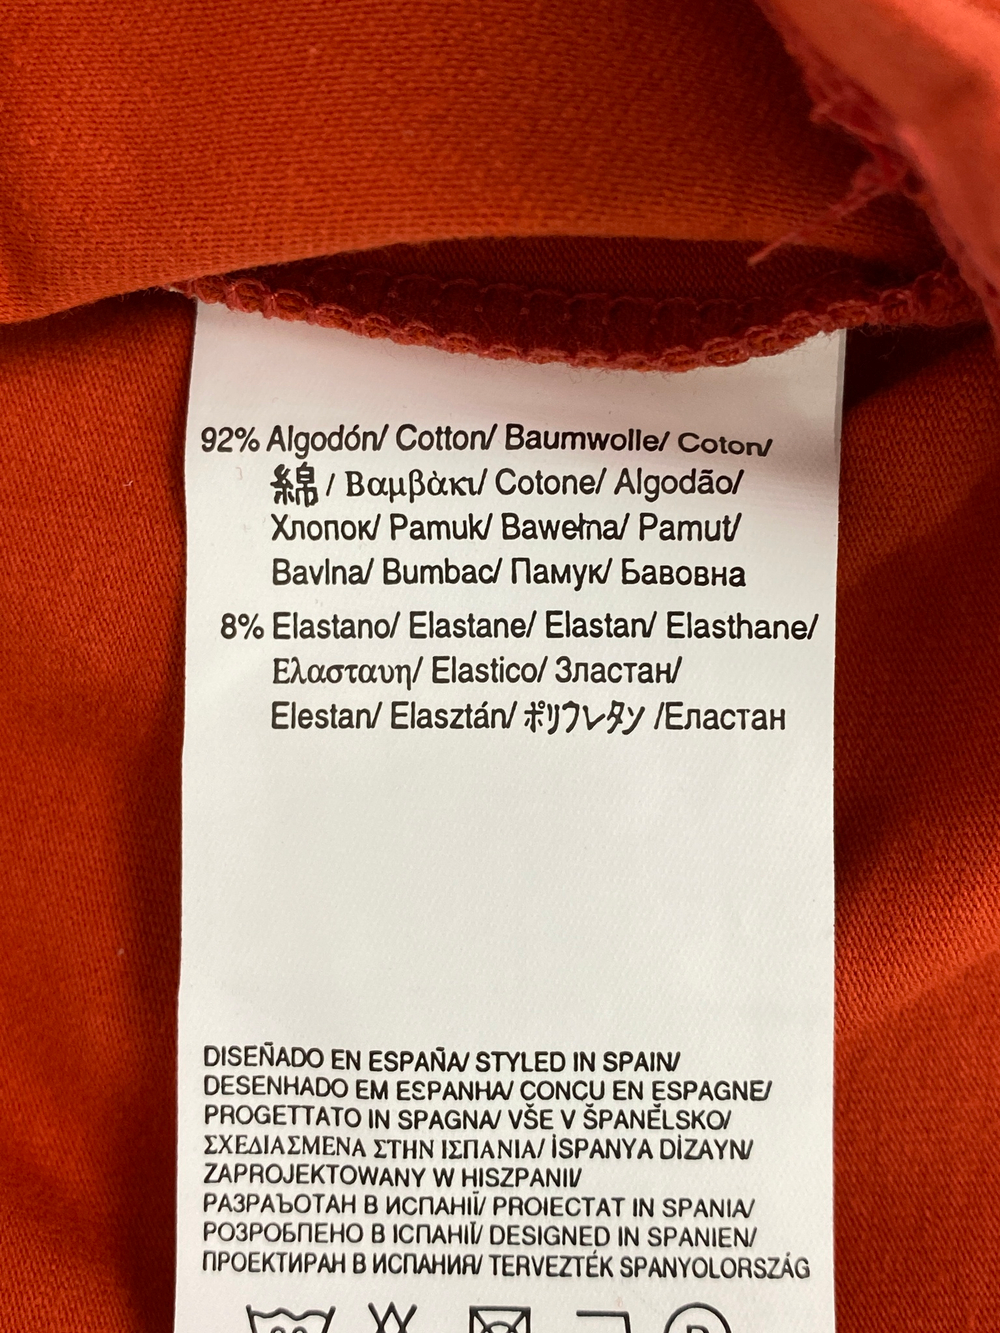 92% Algodón/ Cotton/ Baumwolle/ Coton/
綿 / Βαμβὰκι/ Cotone/ Algodão/
Хлопок/ Pamuk/ Bawełna/ Pamut/
Bavlna/ Bumbac/ Памук/ Бавовна
8% Elastano/ Elastane/ Elastan/ Elasthane/
Ελασταυη/ Elastico/ Зластан/
Elestan/ Elasztán/ ポリウレタン /Еластан
DISEÑADO EN ESPAÑA/ STYLED IN SPAIN/
DESENHADO EM ESPANHA/ CONÇU EN ESPAGNE/
PROGETTATO IN SPAGNA/ VŠE V ŠPANĚLSKO/
ΣΧΕΔΙΑΣΜΕΝΑ ΣΤΗΝ ΙΣΠΑΝΙΑ/ İSPANYA DİZAYN/
ZAPROJEKTOWANY W HISZPANII/
РАЗРАЪОТАН В ИСПАНІЇ/ PROIECTAT IN SPANIA/
РОЗРОБПЕНО В ІСПАНІЇ/ DESIGNED IN SPANIEN/
ПРОЕКТИРАН В ИСПАНИЯ/ TERVEZTÉK SPANYOLORSZÁG